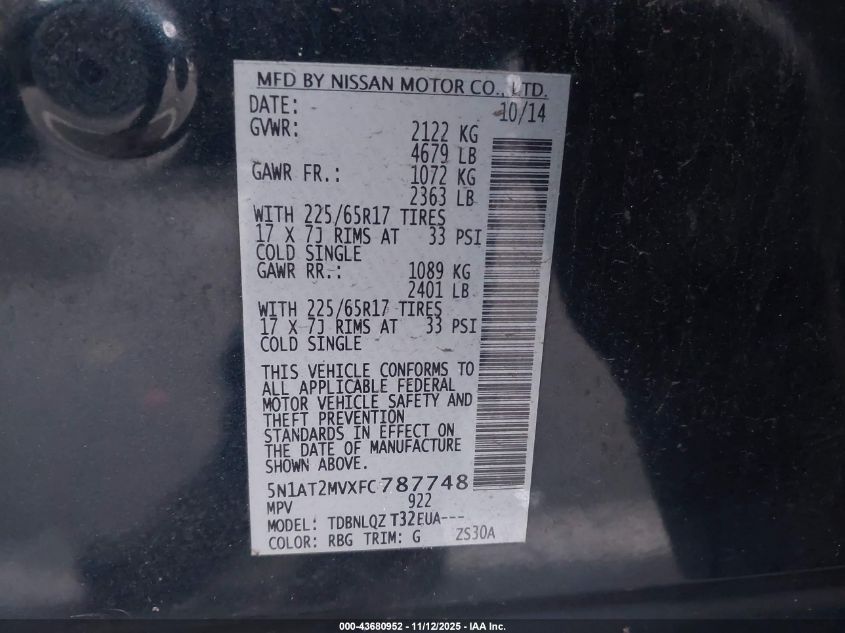 MFD BY NISSAN MOTOR CO., LTD.
DATE: 10/14
GVWR: 2122 KG
4679 LB
GAWR FR.: 1072 KG
2363 LB
WITH 225/65R17 TIRES
17 X 7J RIMS AT 33 PSI
COLD SINGLE
GAWR RR.: 1089 KG
2401 LB
WITH 225/65R17 TIRES
17 X 7J RIMS AT 33 PSI
COLD SINGLE
THIS VEHICLE CONFORMS TO
ALL APPLICABLE FEDERAL
MOTOR VEHICLE SAFETY AND
THEFT PREVENTION
STANDARDS IN EFFECT ON
THE DATE OF MANUFACTURE
SHOWN ABOVE.
5N1AT2MVXFC787748
MPV 922
MODEL: TDBNLQZ T32EUA---
COLOR: RBG TRIM: G ZS30A
000-43680952 - 11/12/2025 - IAA Inc.